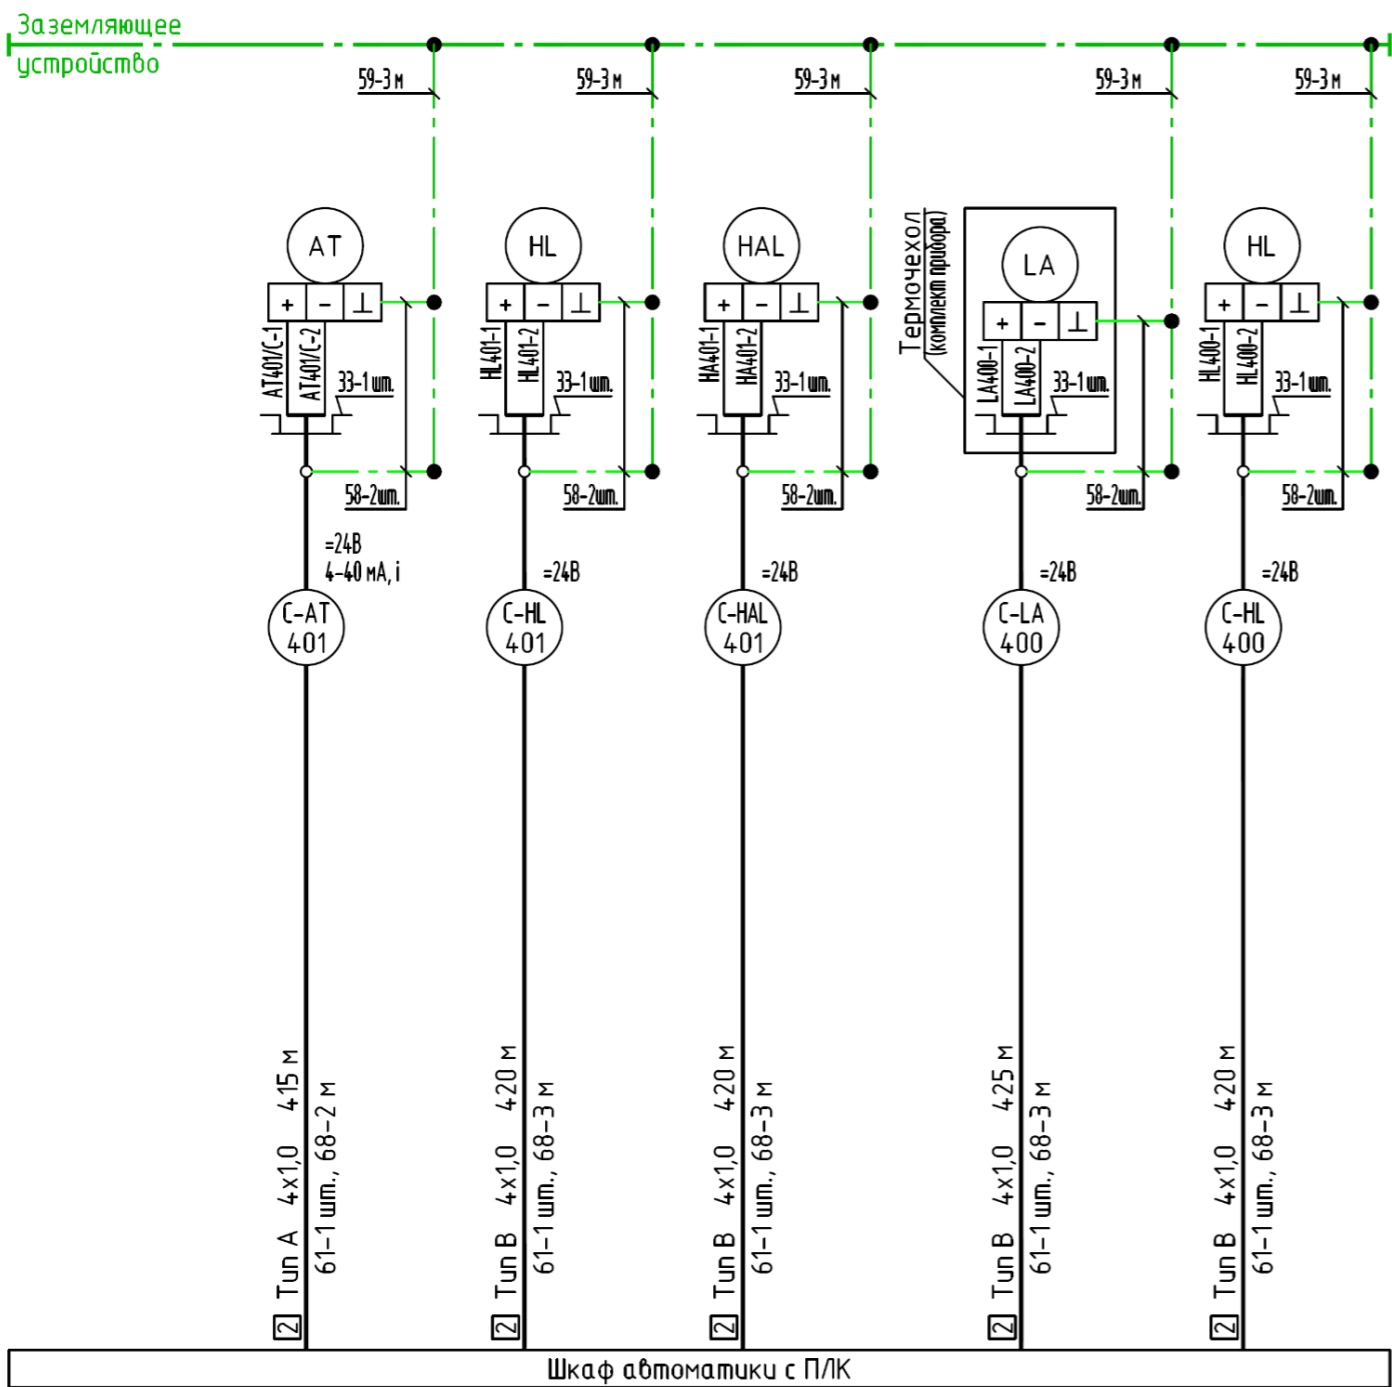 Заземляющее
устройство
59-3 м
59-3 м
59-3 м
59-3 м
59-3 м
AT
HL
HAL
LA
HL
Термочехол
(комплект прибора)
+ - ⊥
+ - ⊥
+ - ⊥
+ - ⊥
+ - ⊥
AT401/C-1
AT401/C-2
HL401-1
HL401-2
HA401-1
HA401-2
LA400-1
LA400-2
HL400-1
HL400-2
33-1 шт.
33-1 шт.
33-1 шт.
33-1 шт.
33-1 шт.
58-2шт.
58-2шт.
58-2шт.
58-2шт.
58-2шт.
=24В
4-40 мА, i
=24В
=24В
=24В
=24В
C-AT
401
C-HL
401
C-HAL
401
C-LA
400
C-HL
400
2 Тип А 4x1,0 415 м
61-1 шт., 68-2 м
2 Тип В 4x1,0 420 м
61-1 шт., 68-3 м
2 Тип В 4x1,0 420 м
61-1 шт., 68-3 м
2 Тип В 4x1,0 425 м
61-1 шт., 68-3 м
2 Тип В 4x1,0 420 м
61-1 шт., 68-3 м
Шкаф автоматики с ПЛК